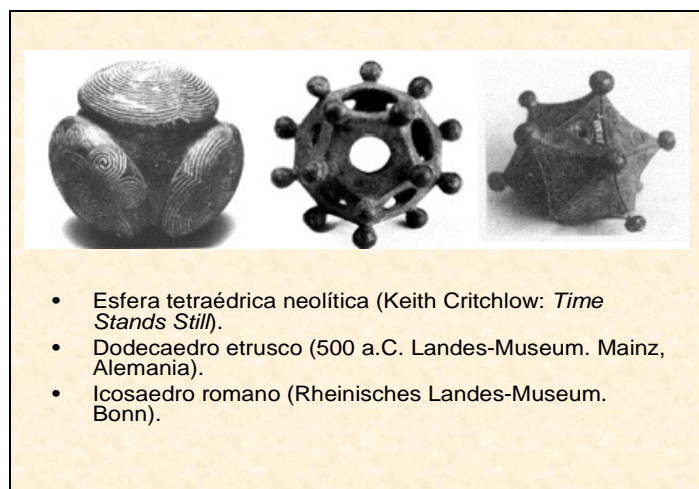 • Esfera tetraédrica neolítica (Keith Critchlow: Time
Stands Still).
• Dodecaedro etrusco (500 a.C. Landes-Museum. Mainz,
Alemania).
• Icosaedro romano (Rheinisches Landes-Museum.
Bonn).